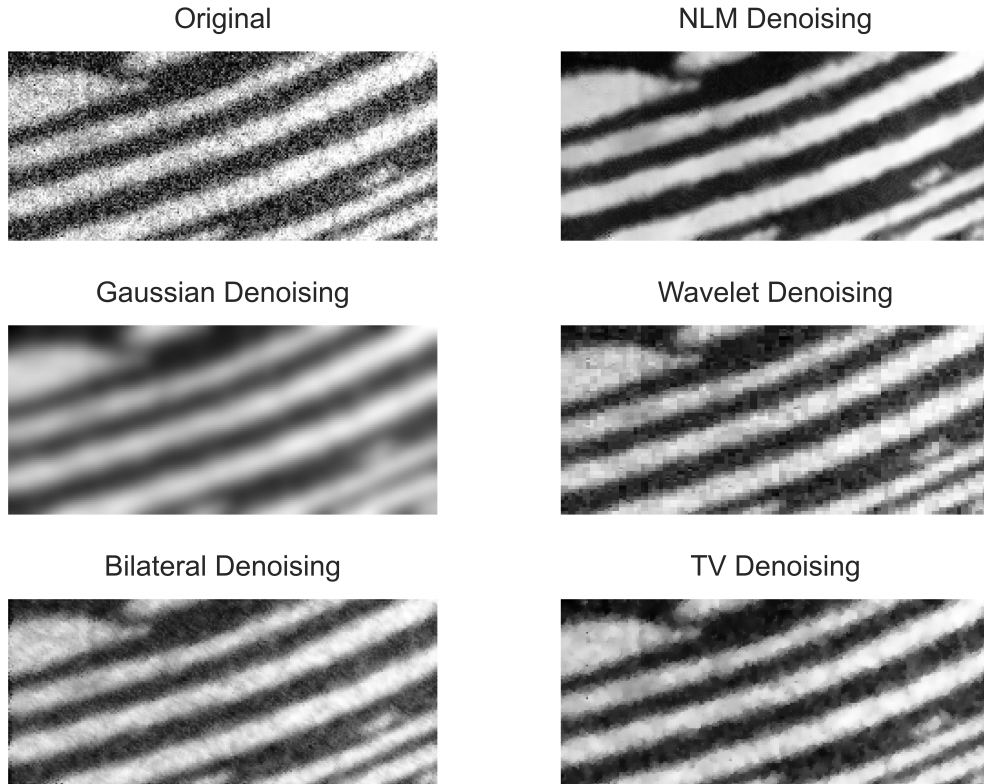 Original
NLM Denoising
Gaussian Denoising
Wavelet Denoising
Bilateral Denoising
TV Denoising